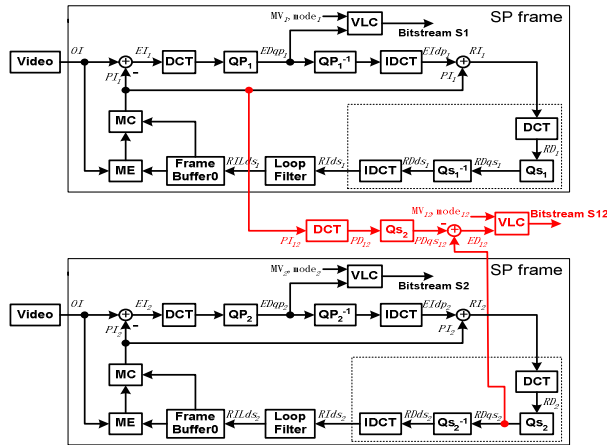 SP frame
MV1, mode1
VLC
Bitstream S1
Video
OI
EI1
DCT
QP1
EDqp1
QP1-1
IDCT
EIdp1
RI1
PI1
PI1
MC
DCT
RD1
ME
Frame Buffer0
RILds1
Loop Filter
RIds1
IDCT
RDds1
Qs1-1
RDqs1
Qs1
MV12, mode12
VLC
Bitstream S12
PI12
DCT
PD12
Qs2
PDqs12
ED12
SP frame
MV2, mode2
VLC
Bitstream S2
Video
OI
EI2
DCT
QP2
EDqp2
QP2-1
IDCT
EIdp2
RI2
PI2
PI2
MC
DCT
RD2
ME
Frame Buffer0
RILds2
Loop Filter
RIds2
IDCT
RDds2
Qs2-1
RDqs2
Qs2